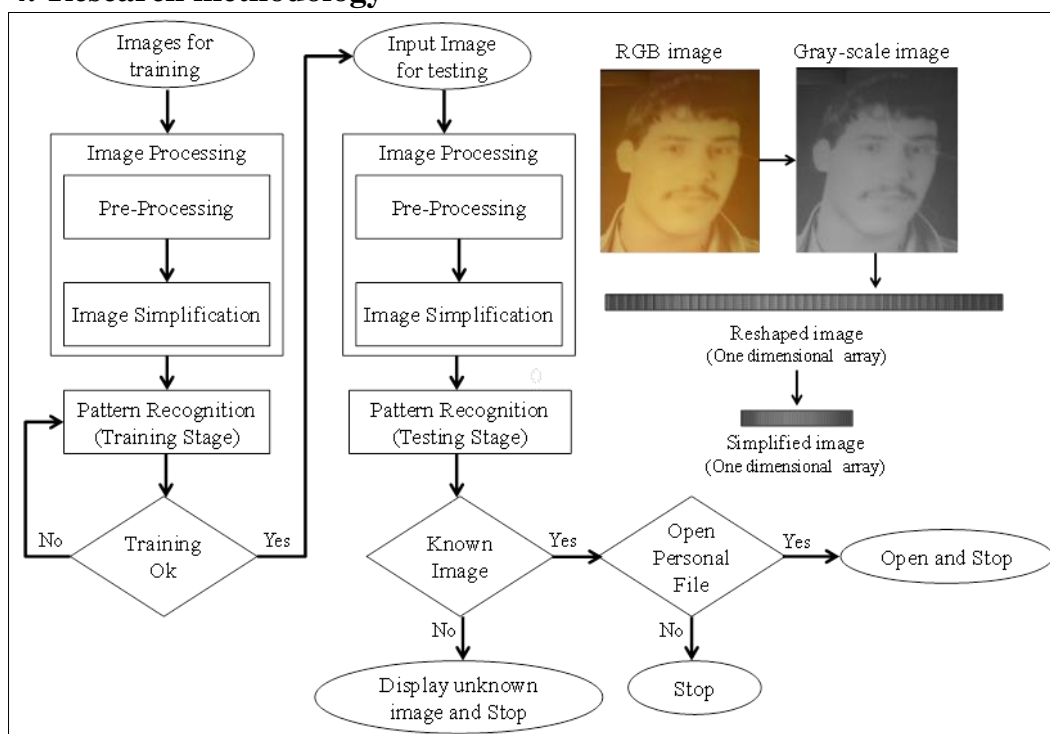 Research methodology
Images for
training
Image Processing
Pre-Processing
Image Simplification
Pattern Recognition
(Training Stage)
No
Training
Ok
Yes
Input Image
for testing
Image Processing
Pre-Processing
Image Simplification
Pattern Recognition
(Testing Stage)
Known
Image
Yes
No
Display unknown
image and Stop
Open
Personal
File
Yes
Open and Stop
No
Stop
RGB image
Gray-scale image
Reshaped image
(One dimensional array)
Simplified image
(One dimensional array)